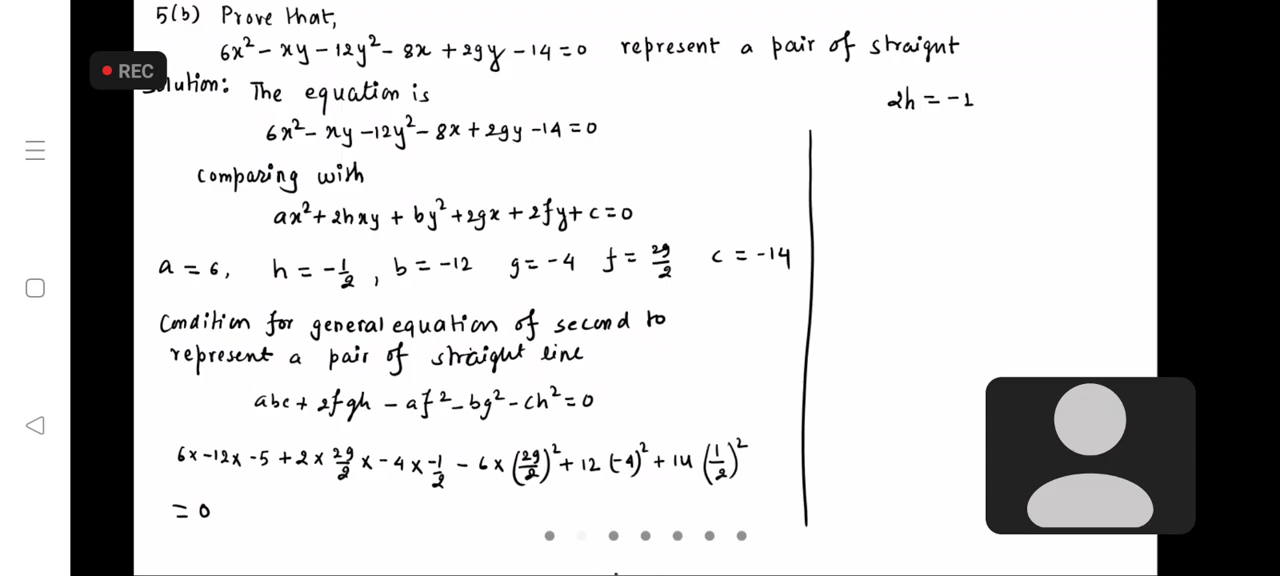 5(b) Prove that,
6x² - xy - 12y² - 8x + 29y - 14 = 0 represent a pair of straignt
REC
Solution: The equation is
2h = -1
6x² - xy - 12y² - 8x + 29y - 14 = 0
comparing with
ax² + 2hxy + by² + 2gx + 2fy + c = 0
a = 6, h = -1/2, b = -12 g = -4 f = 29/2 c = -14
Condition for general equation of second to
represent a pair of straight line
abc + 2fgh - af² - bg² - ch² = 0
6x -12x -5 + 2 x 29/2 x -4 x -1/2 - 6 x (29/2)² + 12 (-4)² + 14 (1/2)²
= 0